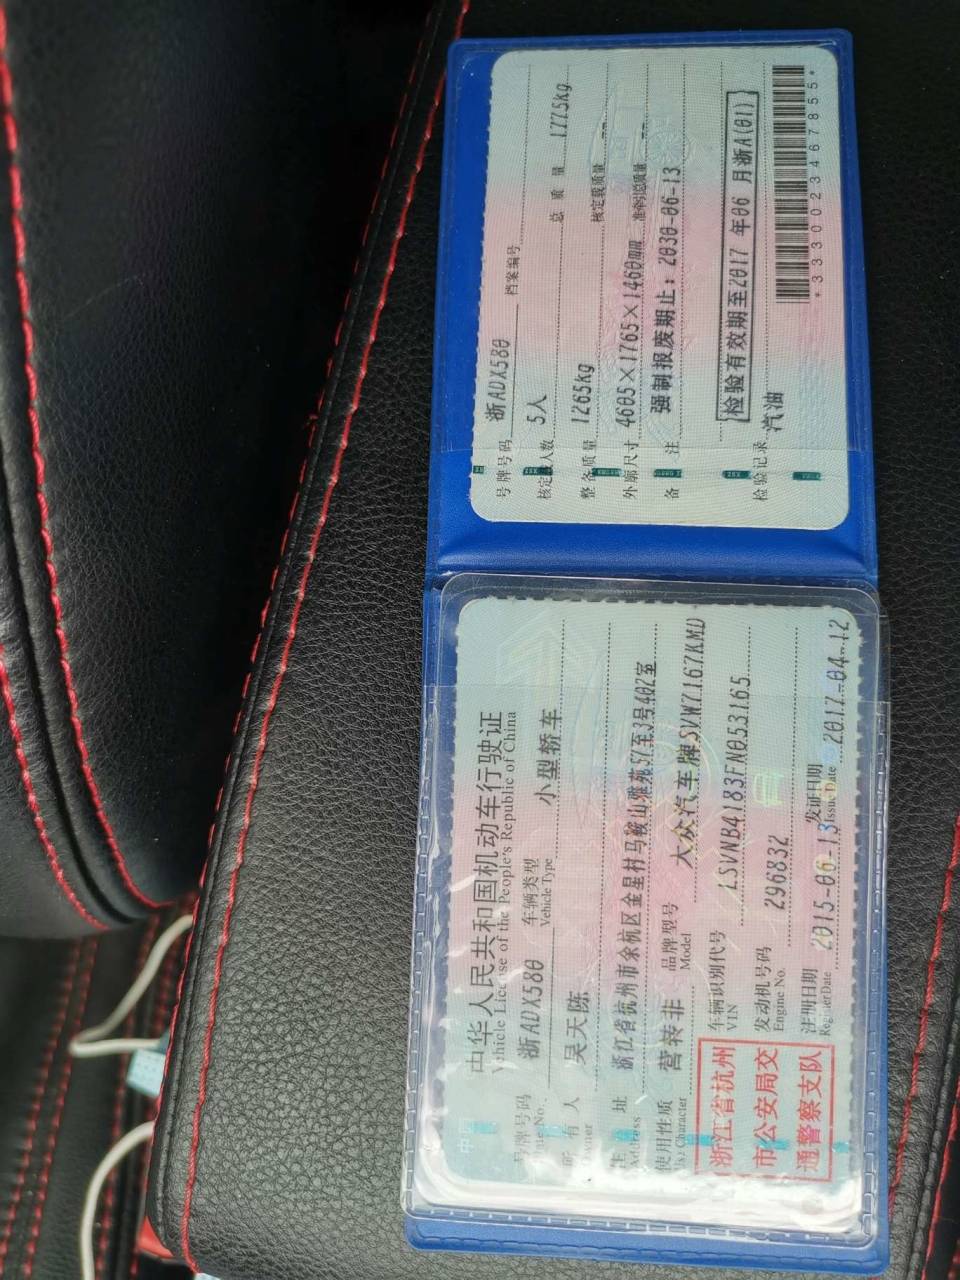 中华人民共和国机动车行驶证
Vehicle License of the People's Republic of China
号牌号码 浙ADX580 车辆类型 小型轿车
Plate No. Vehicle Type
所有人 吴天陈
Owner
住址 浙江省杭州市余杭区金星村马鞍山雅苑57至3号402室
Address
使用性质 营转非 品牌型号 大众汽车牌SVW7167KMD
Use Character Model
车辆识别代号 LSVNB4183FN053165
VIN
发动机号码 296832
Engine No.
注册日期 2015-06-13 发证日期 2017-04-12
Register Date Issue Date
浙江省杭州
市公安局交
通警察支队
号牌号码 浙ADX580 档案编号
核定载人数 5人 总质量 1775kg
整备质量 1265kg 核定载质量
外廓尺寸 4605×1765×1460mm 准牵引总质量
备注 强制报废期止:2030-06-13
检验有效期至2017年06月浙A(01)
检验记录
汽油
*3330023467855*